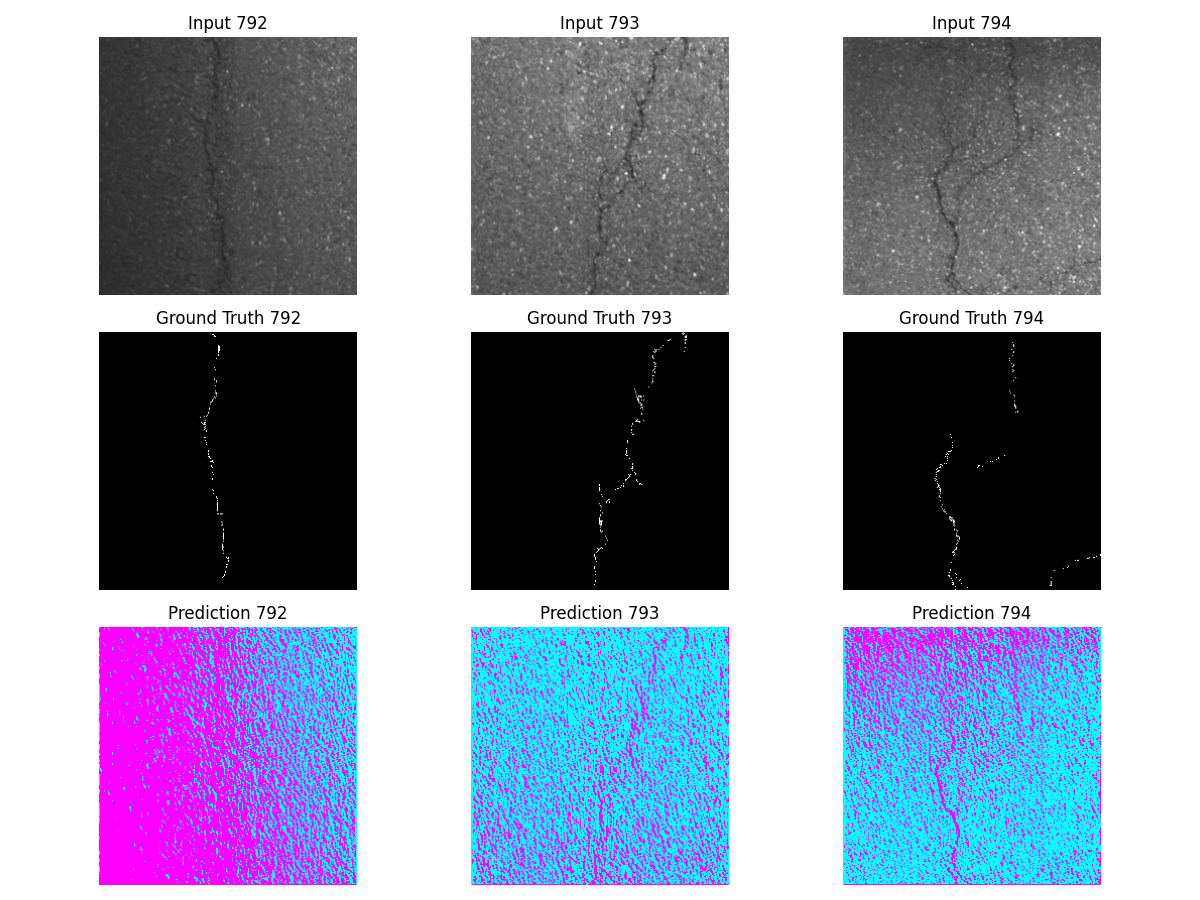 Input 792
Input 793
Input 794
Ground Truth 792
Ground Truth 793
Ground Truth 794
Prediction 792
Prediction 793
Prediction 794